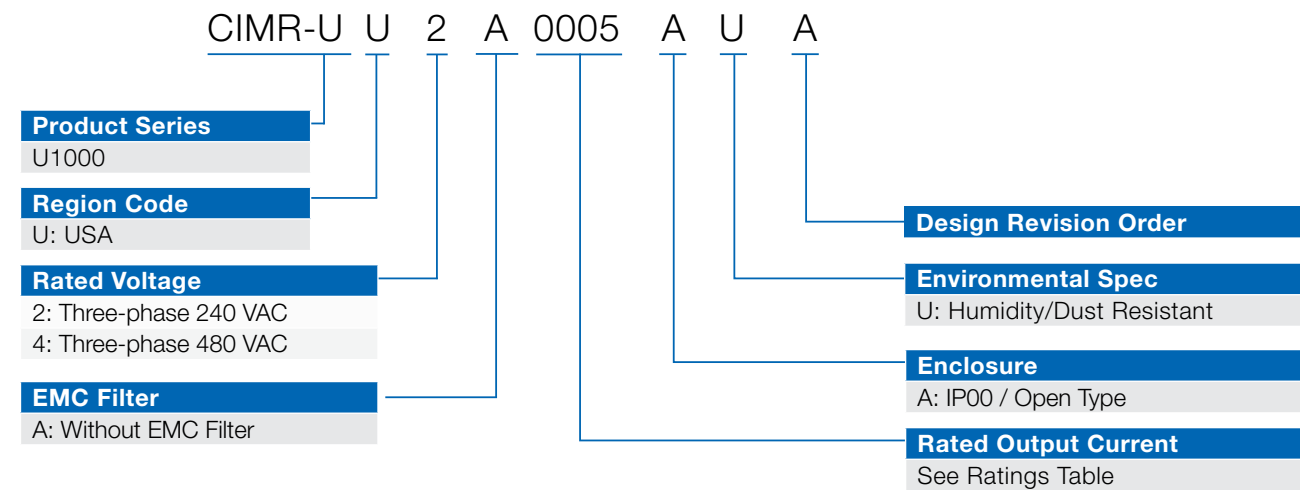 CIMR-U U 2 A 0005 A U A
Product Series
U1000
Region Code
U: USA
Rated Voltage
2: Three-phase 240 VAC
4: Three-phase 480 VAC
EMC Filter
A: Without EMC Filter
Design Revision Order
Environmental Spec
U: Humidity/Dust Resistant
Enclosure
A: IP00 / Open Type
Rated Output Current
See Ratings Table